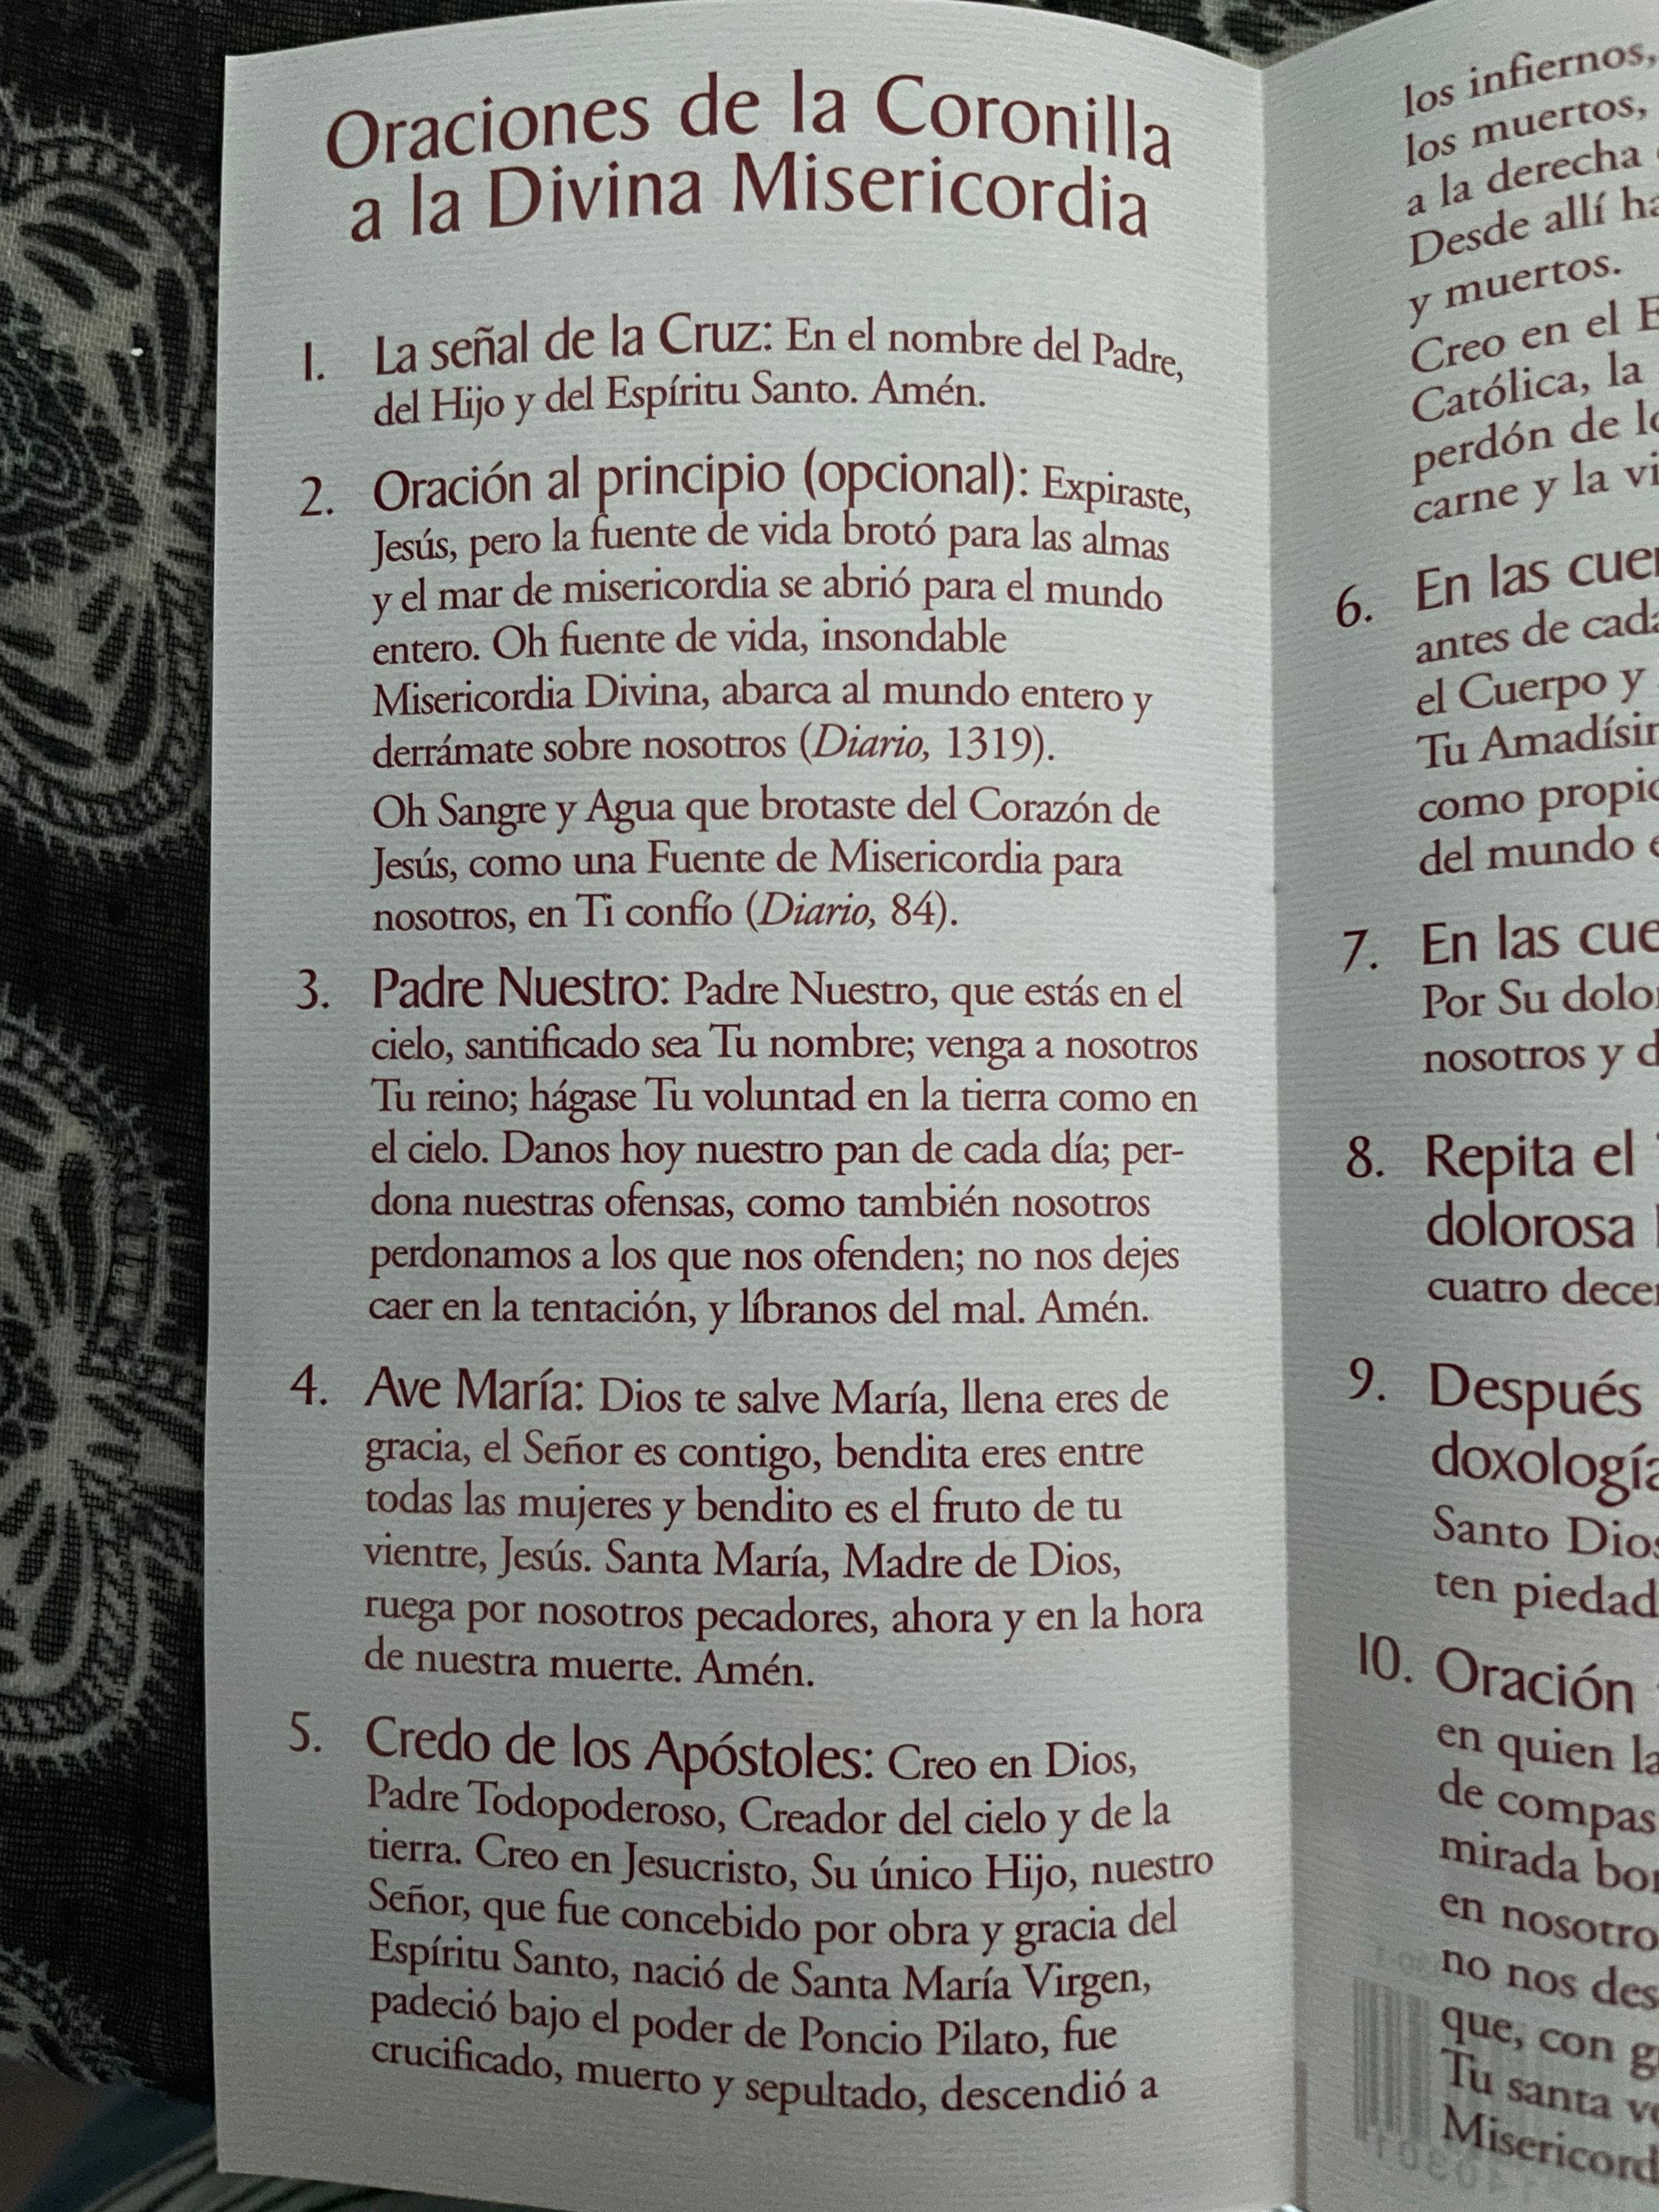 Oraciones de la Coronilla
a la Divina Misericordia
1. La señal de la Cruz: En el nombre del Padre,
del Hijo y del Espíritu Santo. Amén.
2. Oración al principio (opcional): Expiraste,
Jesús, pero la fuente de vida brotó para las almas
y el mar de misericordia se abrió para el mundo
entero. Oh fuente de vida, insondable
Misericordia Divina, abarca al mundo entero y
derrámate sobre nosotros (Diario, 1319).
Oh Sangre y Agua que brotaste del Corazón de
Jesús, como una Fuente de Misericordia para
nosotros, en Ti confío (Diario, 84).
3. Padre Nuestro: Padre Nuestro, que estás en el
cielo, santificado sea Tu nombre; venga a nosotros
Tu reino; hágase Tu voluntad en la tierra como en
el cielo. Danos hoy nuestro pan de cada día; per-
dona nuestras ofensas, como también nosotros
perdonamos a los que nos ofenden; no nos dejes
caer en la tentación, y líbranos del mal. Amén.
4. Ave María: Dios te salve María, llena eres de
gracia, el Señor es contigo, bendita eres entre
todas las mujeres y bendito es el fruto de tu
vientre, Jesús. Santa María, Madre de Dios,
ruega por nosotros pecadores, ahora y en la hora
de nuestra muerte. Amén.
5. Credo de los Apóstoles: Creo en Dios,
Padre Todopoderoso, Creador del cielo y de la
tierra. Creo en Jesucristo, Su único Hijo, nuestro
Señor, que fue concebido por obra y gracia del
Espíritu Santo, nació de Santa María Virgen,
padeció bajo el poder de Poncio Pilato, fue
crucificado, muerto y sepultado, descendió a
los infiernos,
los muertos,
a la derecha
Desde allí
y muertos.
Creo en el
Católica, la
perdón de
carne y la
6. En las
antes de
el Cuerpo y
Tu
como
del mundo
7. En las
Por Su
nosotros y
8. Repita el
dolorosa
cuatro
9. Después
doxología
Santo
ten piedad
10. Oración
en quien
de
mirada
en
no nos
que, con
Tu santa